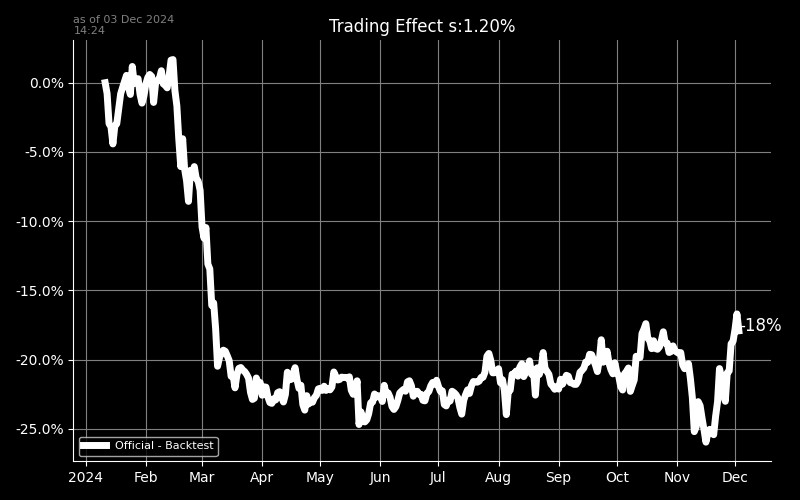 as of 03 Dec 2024
14:24
Trading Effect s:1.20%
0.0%
-5.0%
-10.0%
-15.0%
-18%
-20.0%
-25.0%
Official - Backtest
2024 Feb Mar Apr May Jun Jul Aug Sep Oct Nov Dec